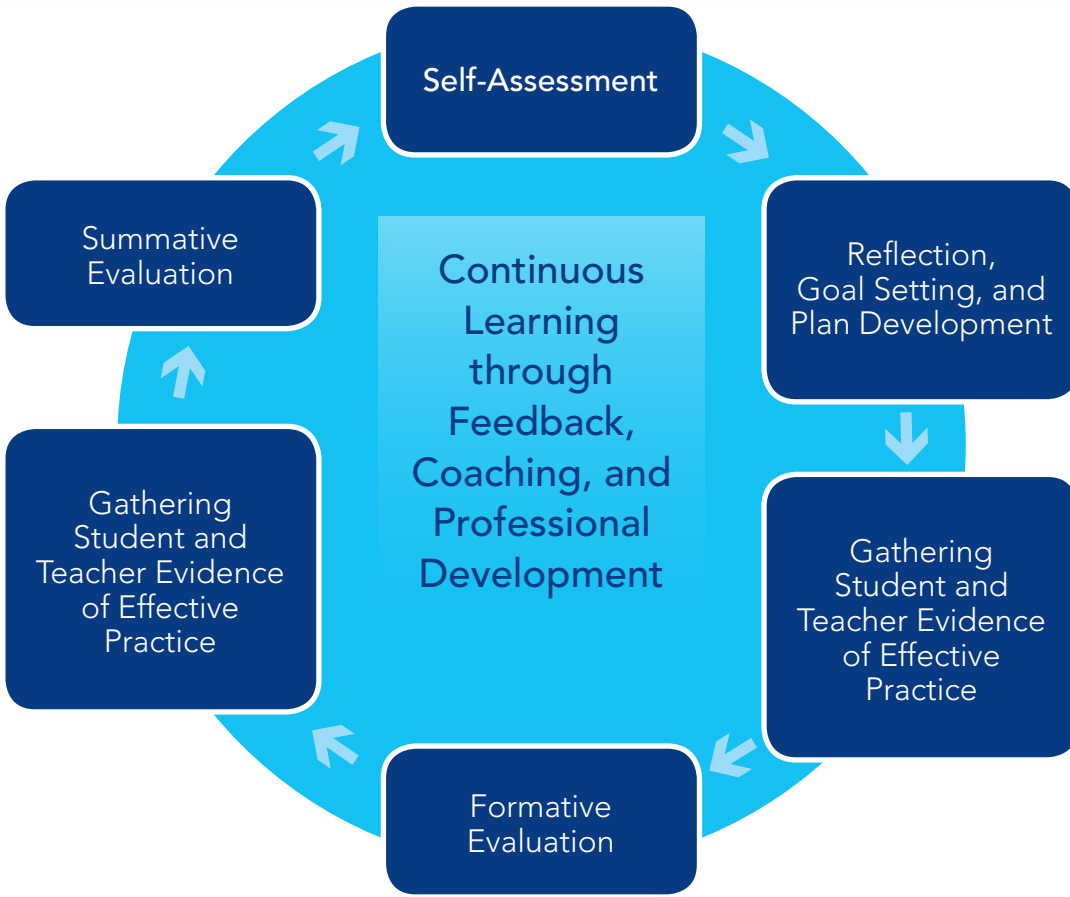 Self-Assessment
Reflection,
Goal Setting, and
Plan Development
Gathering
Student and
Teacher Evidence
of Effective
Practice
Formative
Evaluation
Gathering
Student and
Teacher Evidence
of Effective
Practice
Summative
Evaluation
Continuous
Learning
through
Feedback,
Coaching, and
Professional
Development